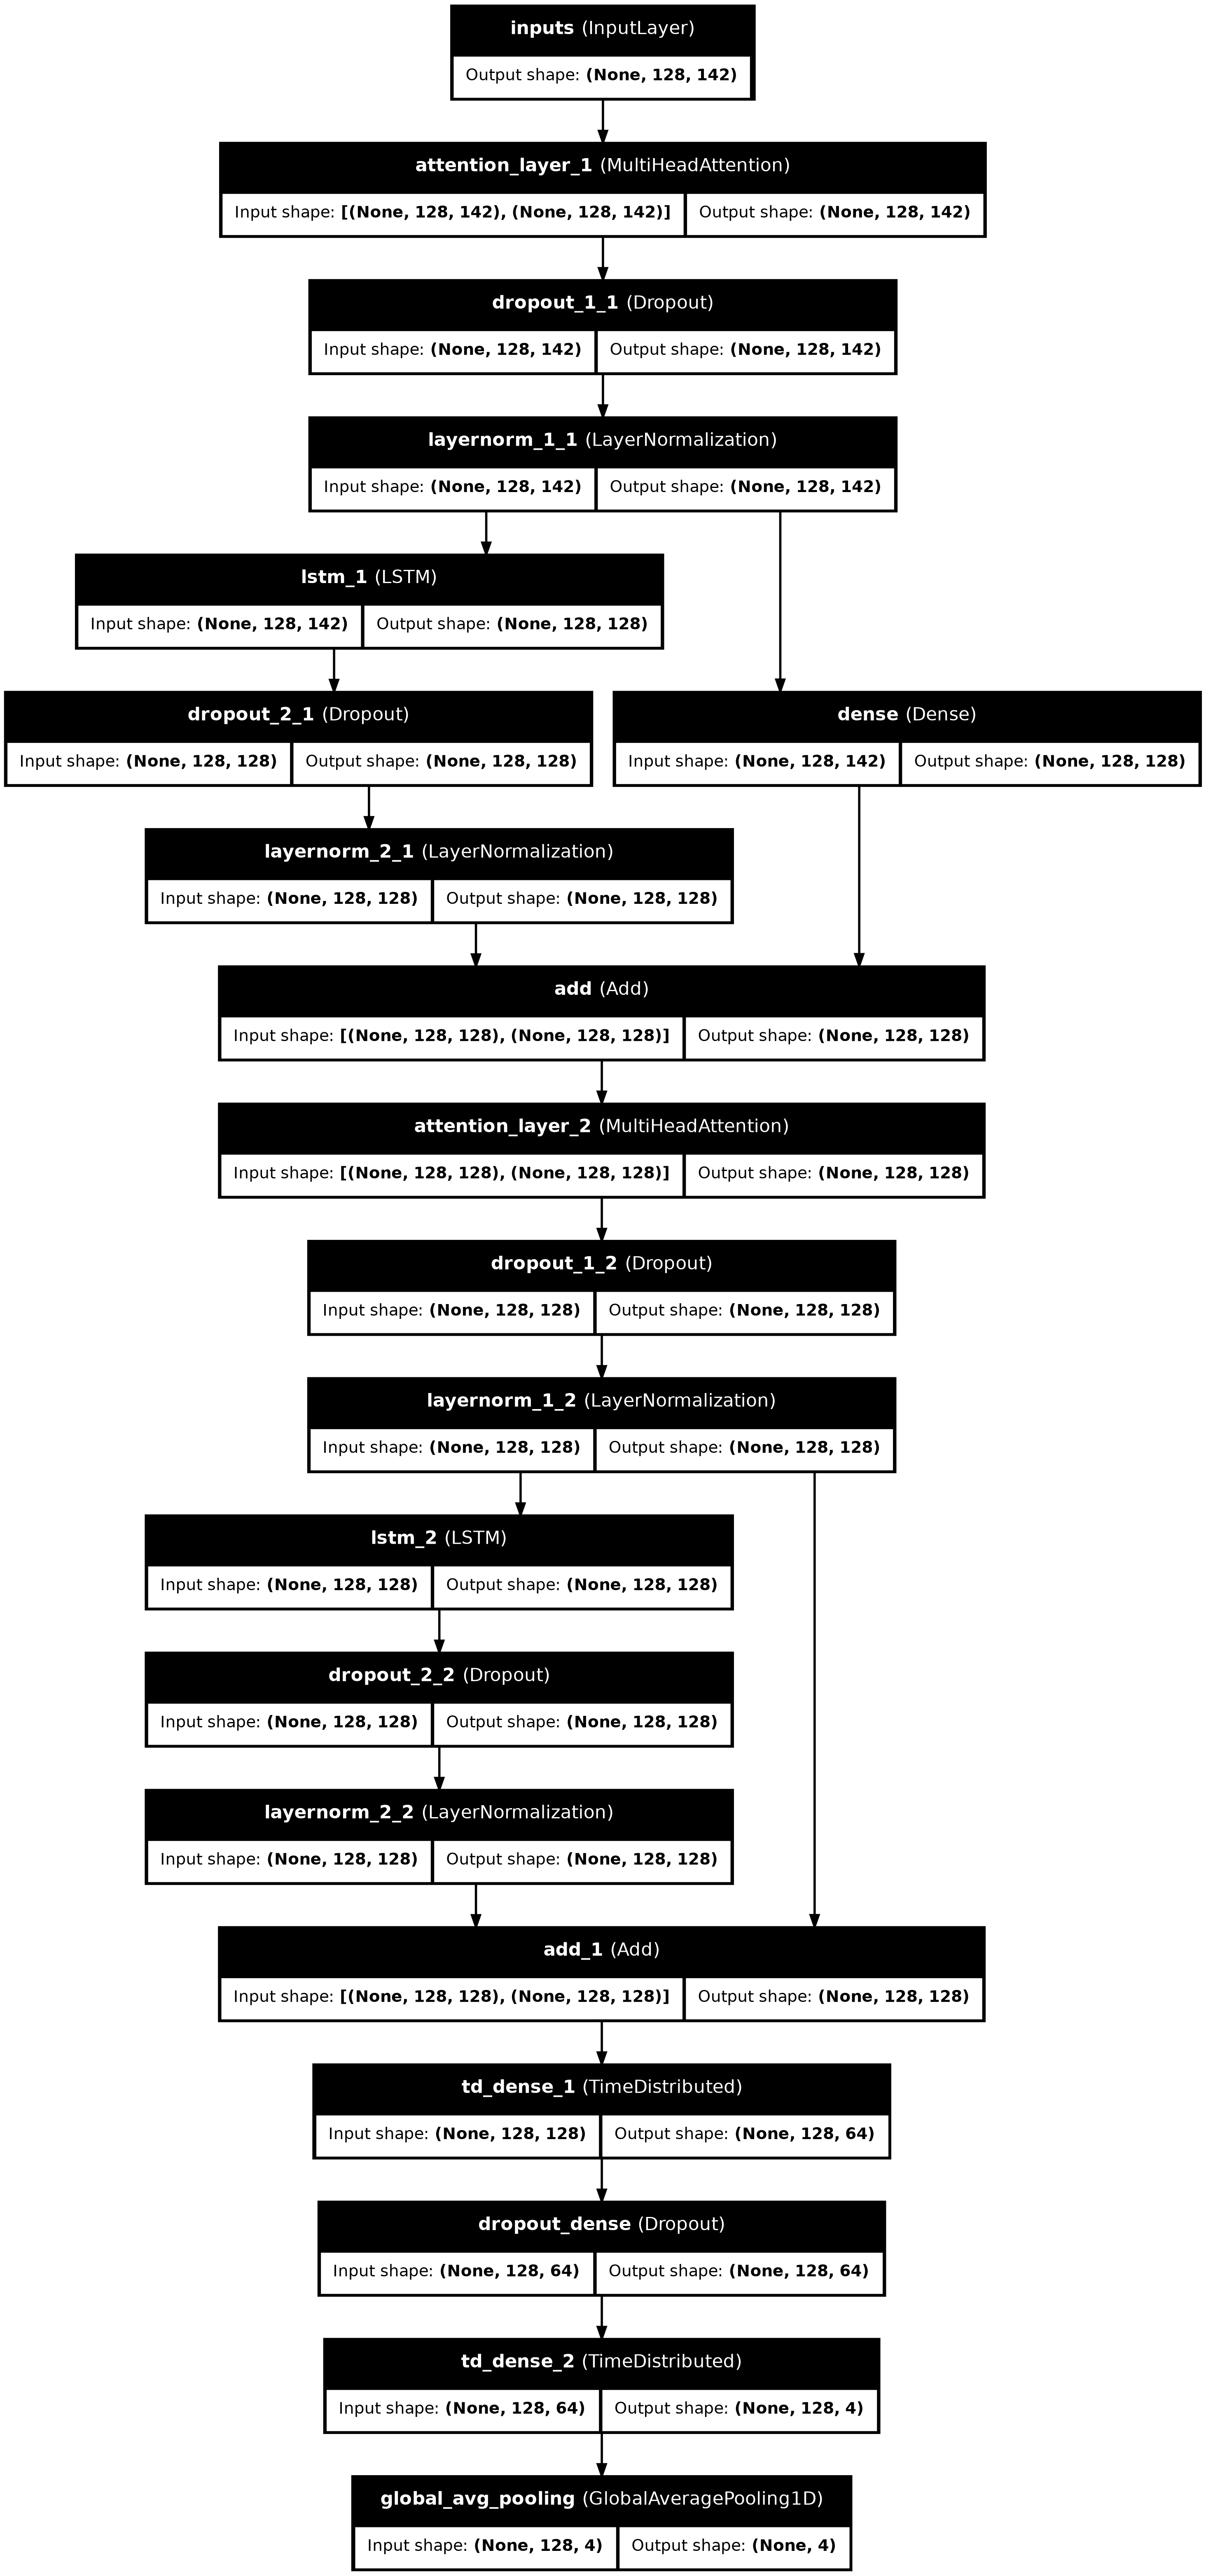 inputs (InputLayer)
Output shape: (None, 128, 142)
attention_layer_1 (MultiHeadAttention)
Input shape: [(None, 128, 142), (None, 128, 142)] Output shape: (None, 128, 142)
dropout_1_1 (Dropout)
Input shape: (None, 128, 142) Output shape: (None, 128, 142)
layernorm_1_1 (LayerNormalization)
Input shape: (None, 128, 142) Output shape: (None, 128, 142)
lstm_1 (LSTM)
Input shape: (None, 128, 142) Output shape: (None, 128, 128)
dropout_2_1 (Dropout)
Input shape: (None, 128, 128) Output shape: (None, 128, 128)
dense (Dense)
Input shape: (None, 128, 142) Output shape: (None, 128, 128)
layernorm_2_1 (LayerNormalization)
Input shape: (None, 128, 128) Output shape: (None, 128, 128)
add (Add)
Input shape: [(None, 128, 128), (None, 128, 128)] Output shape: (None, 128, 128)
attention_layer_2 (MultiHeadAttention)
Input shape: [(None, 128, 128), (None, 128, 128)] Output shape: (None, 128, 128)
dropout_1_2 (Dropout)
Input shape: (None, 128, 128) Output shape: (None, 128, 128)
layernorm_1_2 (LayerNormalization)
Input shape: (None, 128, 128) Output shape: (None, 128, 128)
lstm_2 (LSTM)
Input shape: (None, 128, 128) Output shape: (None, 128, 128)
dropout_2_2 (Dropout)
Input shape: (None, 128, 128) Output shape: (None, 128, 128)
layernorm_2_2 (LayerNormalization)
Input shape: (None, 128, 128) Output shape: (None, 128, 128)
add_1 (Add)
Input shape: [(None, 128, 128), (None, 128, 128)] Output shape: (None, 128, 128)
td_dense_1 (TimeDistributed)
Input shape: (None, 128, 128) Output shape: (None, 128, 64)
dropout_dense (Dropout)
Input shape: (None, 128, 64) Output shape: (None, 128, 64)
td_dense_2 (TimeDistributed)
Input shape: (None, 128, 64) Output shape: (None, 128, 4)
global_avg_pooling (GlobalAveragePooling1D)
Input shape: (None, 128, 4) Output shape: (None, 4)